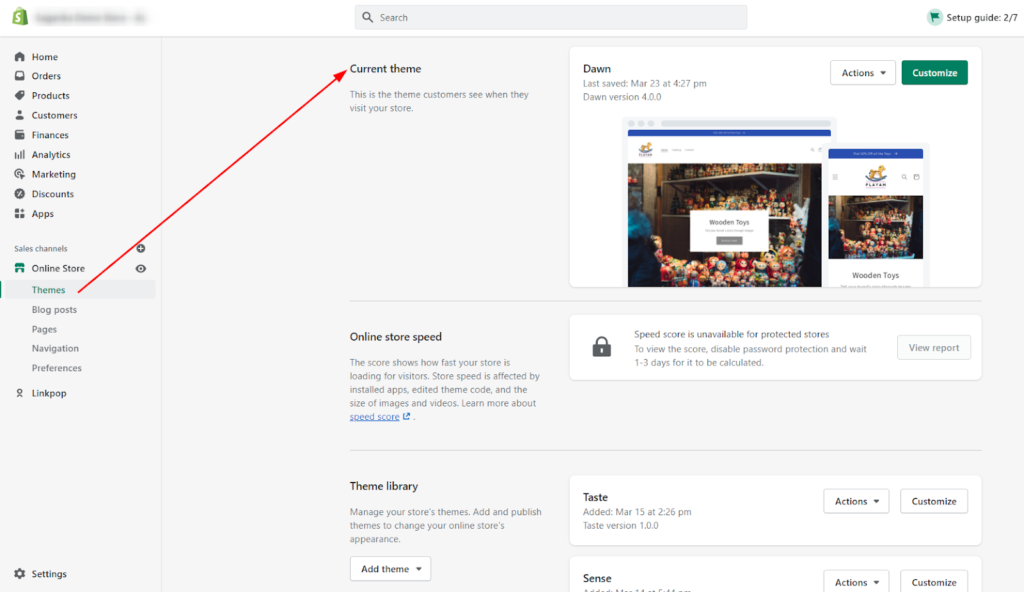 Search
Setup guide: 2/7
Home
Orders
Products
Customers
Finances
Analytics
Marketing
Discounts
Apps
Sales channels
Online Store
Themes
Blog posts
Pages
Navigation
Preferences
Linkpop
Settings
Current theme
This is the theme customers see when they
visit your store.
Dawn
Last saved: Mar 23 at 4:27 pm
Dawn version 4.0.0
Actions
Customize
PLAYAM
Wooden Toys
PLAYAM
Wooden Toys
Online store speed
The score shows how fast your store is
loading for visitors. Store speed is affected by
installed apps, edited theme code, and the
size of images and videos. Learn more about
speed score .
Speed score is unavailable for protected stores
To view the score, disable password protection and wait
1-3 days for it to be calculated.
View report
Theme library
Manage your store's themes. Add and publish
themes to change your online store's
appearance.
Add theme
Taste
Added: Mar 15 at 2:26 pm
Taste version 1.0.0
Actions
Customize
Sense
Actions
Customize